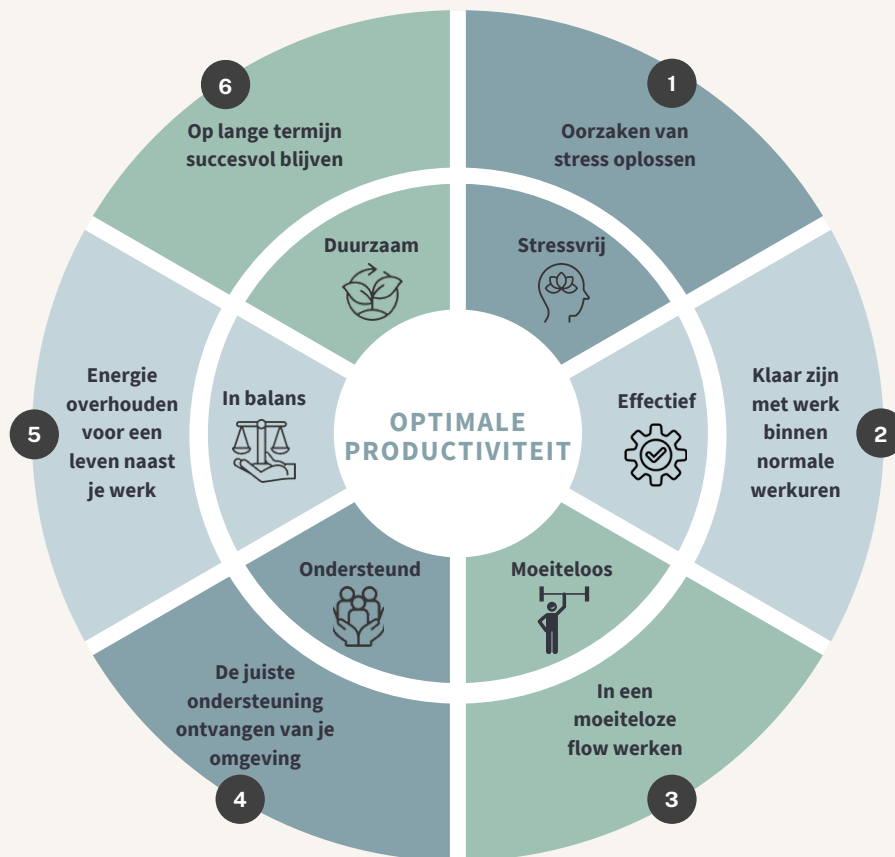 OPTIMALE
PRODUCTIVITEIT
1
Oorzaken van
stress oplossen
Stressvrij
2
Klaar zijn
met werk
binnen
normale
werkuren
Effectief
3
In een
moeiteloze
flow werken
Moeiteloos
4
De juiste
ondersteuning
ontvangen van je
omgeving
Ondersteund
5
Energie
overhouden
voor een
leven naast
je werk
In balans
6
Op lange termijn
succesvol blijven
Duurzaam